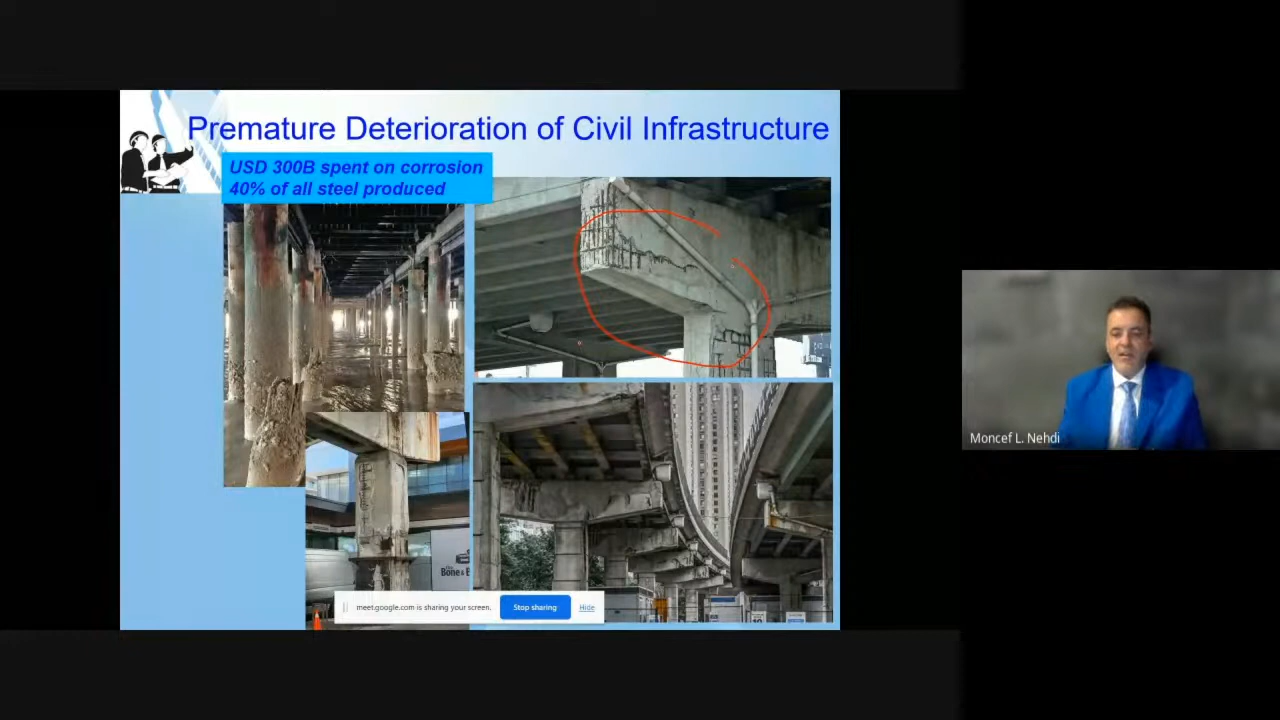 Premature Deterioration of Civil Infrastructure
USD 300B spent on corrosion
40% of all steel produced
Bone &
meet.google.com is sharing your screen.
Stop sharing
Hide
Moncef L. Nehdi